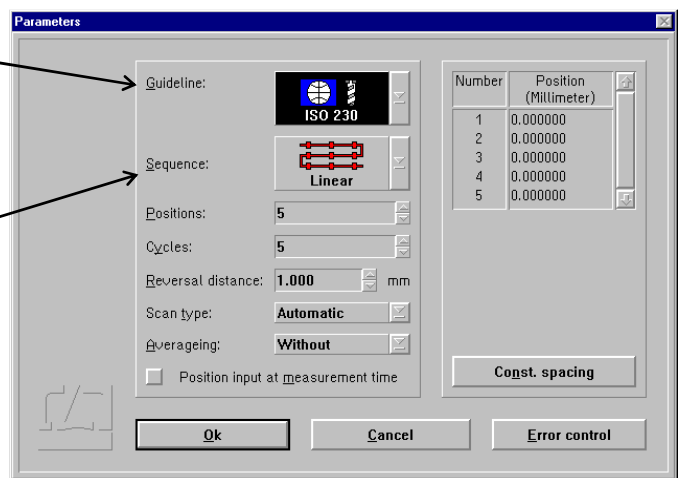 Parameters
Guideline:
ISO 230
Sequence:
Linear
Positions: 5
Cycles: 5
Reversal distance: 1.000 mm
Scan type: Automatic
Averageing: Without
Position input at measurement time
Number Position
(Millimeter)
1 0.000000
2 0.000000
3 0.000000
4 0.000000
5 0.000000
Const. spacing
Ok Cancel Error control